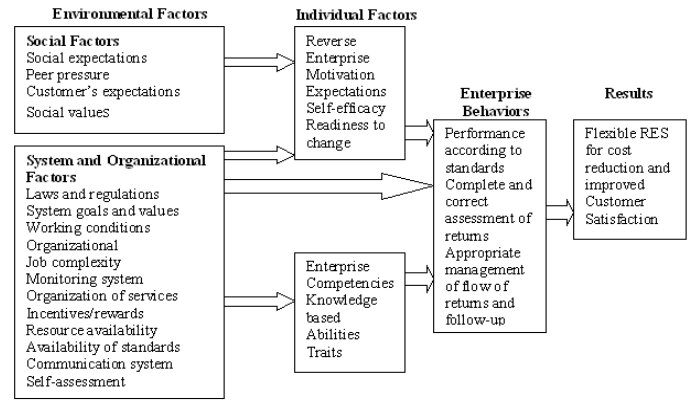 Environmental Factors
Social Factors
Social expectations
Peer pressure
Customer's expectations
Social values
System and Organizational
Factors
Laws and regulations
System goals and values
Working conditions
Organizational
Job complexity
Monitoring system
Organization of services
Incentives/rewards
Resource availability
Availability of standards
Communication system
Self-assessment
Individual Factors
Reverse
Enterprise
Motivation
Expectations
Self-efficacy
Readiness to
change
Enterprise
Competencies
Knowledge
based
Abilities
Traits
Enterprise
Behaviors
Performance
according to
standards
Complete and
correct
assessment of
returns
Appropriate
management
of flow of
returns and
follow-up
Results
Flexible RES
for cost
reduction and
improved
Customer
Satisfaction